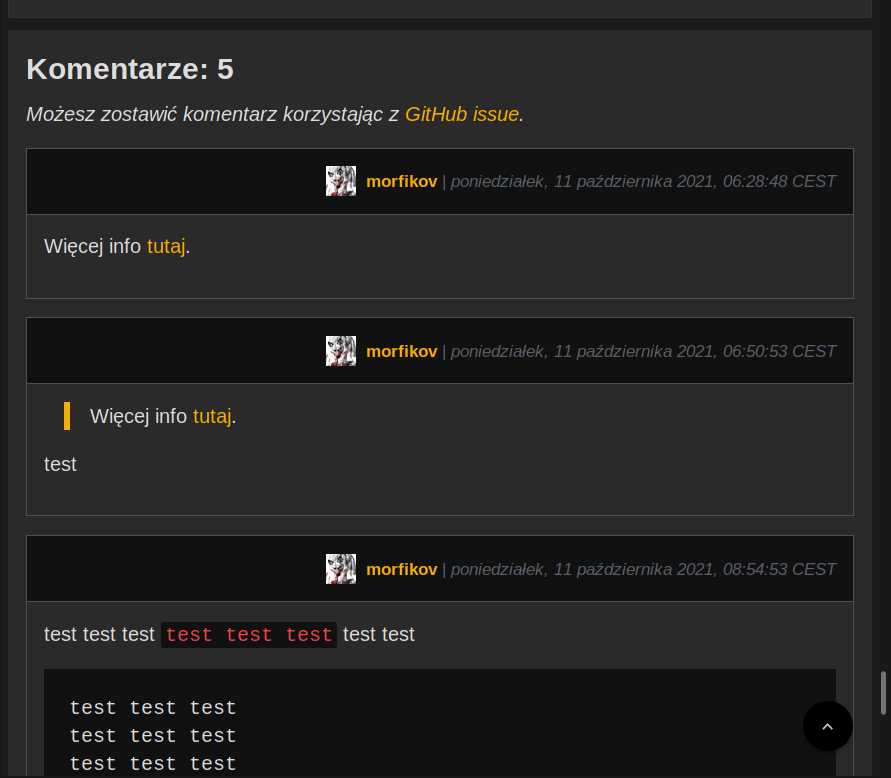 Komentarze: 5
Możesz zostawić komentarz korzystając z GitHub issue.
morfikov | poniedziałek, 11 października 2021, 06:28:48 CEST
Więcej info tutaj.
morfikov | poniedziałek, 11 października 2021, 06:50:53 CEST
Więcej info tutaj.
test
morfikov | poniedziałek, 11 października 2021, 08:54:53 CEST
test test test test test test test test
test test test
test test test
test test test